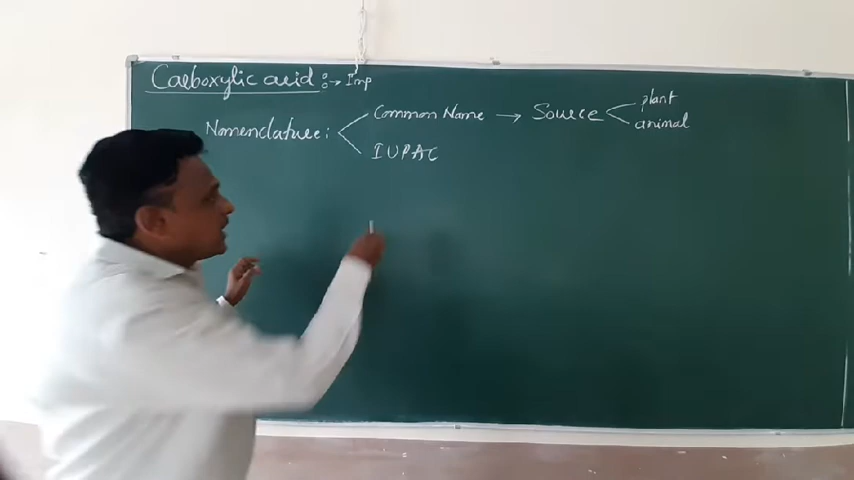 Carboxylic acid :→ Imp
Nomenclature :
Common Name → Source
plant
animal
IUPAC